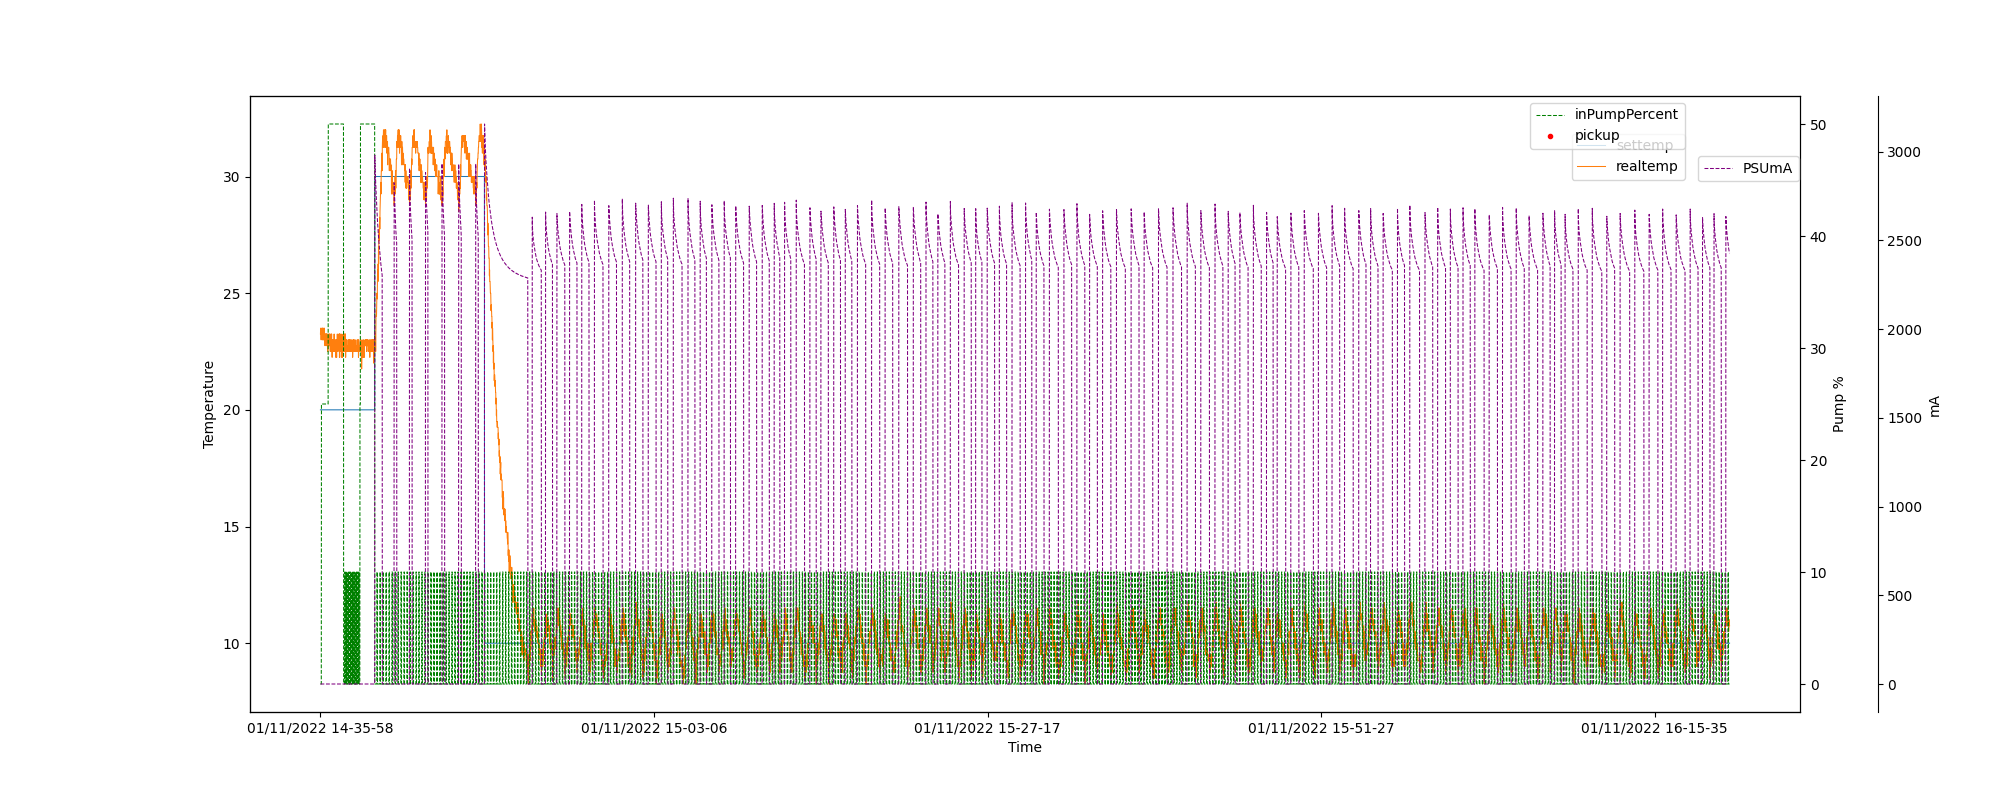 inPumpPercent
pickup
settemp
realtemp
PSUmA
30
25
20
15
10
Temperature
50
40
30
20
10
0
Pump %
3000
2500
2000
1500
1000
500
0
mA
01/11/2022 14-35-58
01/11/2022 15-03-06
01/11/2022 15-27-17
01/11/2022 15-51-27
01/11/2022 16-15-35
Time